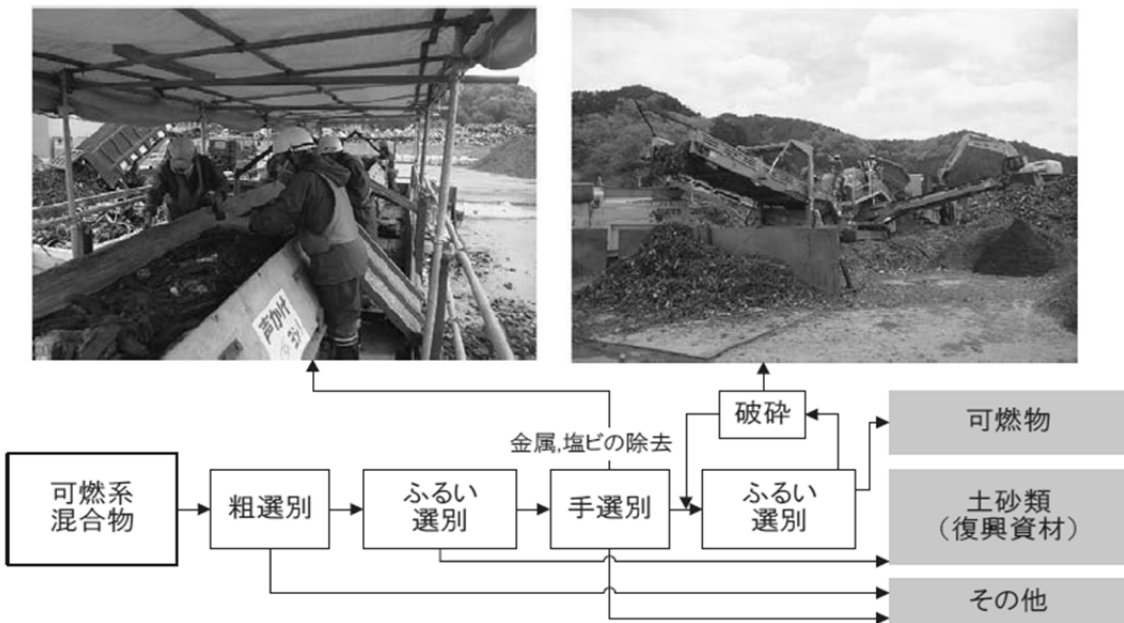 声かけ
金属,塩ビの除去
破砕
可燃系
混合物
粗選別
ふるい
選別
手選別
ふるい
選別
可燃物
土砂類
(復興資材)
その他